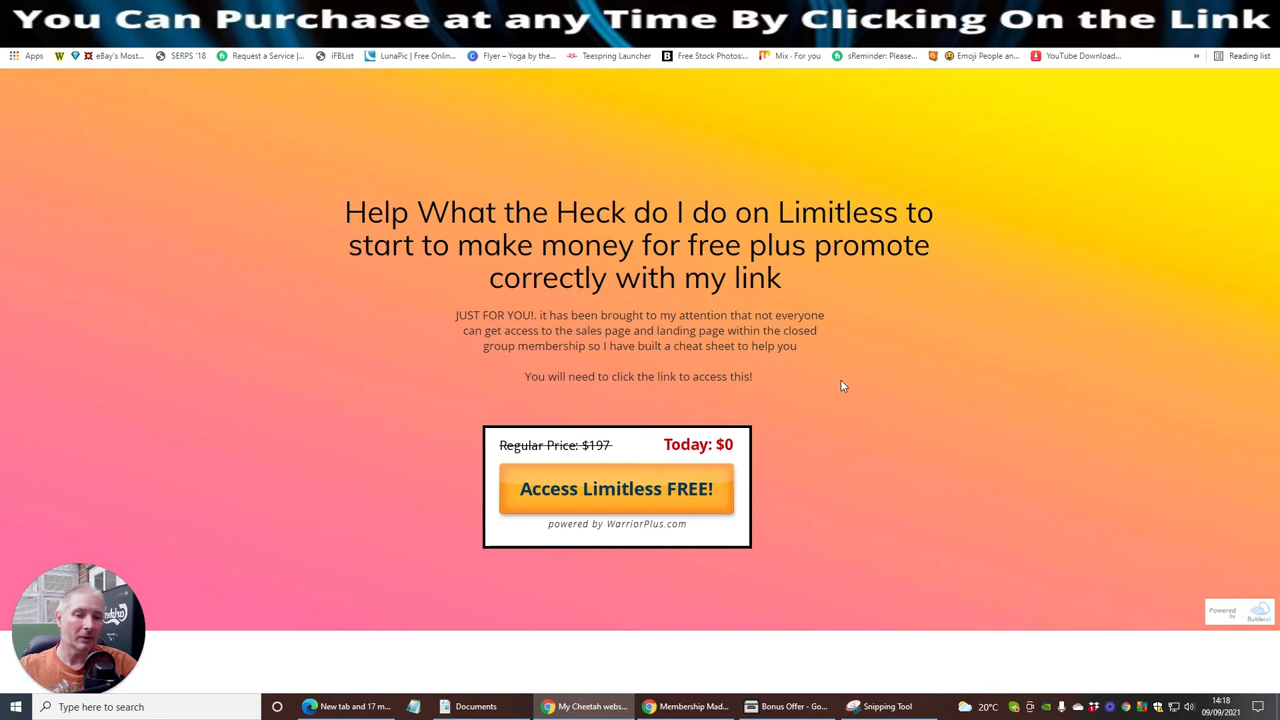 You Can Purchase at any Time By Clicking On the Link
Apps
eBay's Most...
SERPS '18
Request a Service |...
iFBList
LunaPic | Free Onlin...
Flyer – Yoga by the...
Teespring Launcher
Free Stock Photos:...
Mix · For you
sReminder: Please...
Emoji People an...
YouTube Download...
»
Reading list
Help What the Heck do I do on Limitless to
start to make money for free plus promote
correctly with my link
JUST FOR YOU!. it has been brought to my attention that not everyone
can get access to the sales page and landing page within the closed
group membership so I have built a cheat sheet to help you
You will need to click the link to access this!
Regular Price: $197
Today: $0
Access Limitless FREE!
powered by WarriorPlus.com
Powered
by
Builderall
Carlsberg
Type here to search
New tab and 17 m...
Documents
My Cheetah webs...
Membership Mad...
Bonus Offer - Go...
Snipping Tool
20°C
14:18
09/09/2021